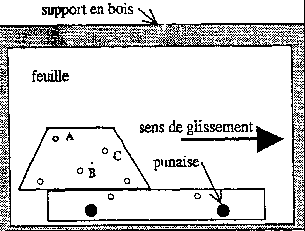 support en bois
feuille
sens de glissement
A
C
B
punaise